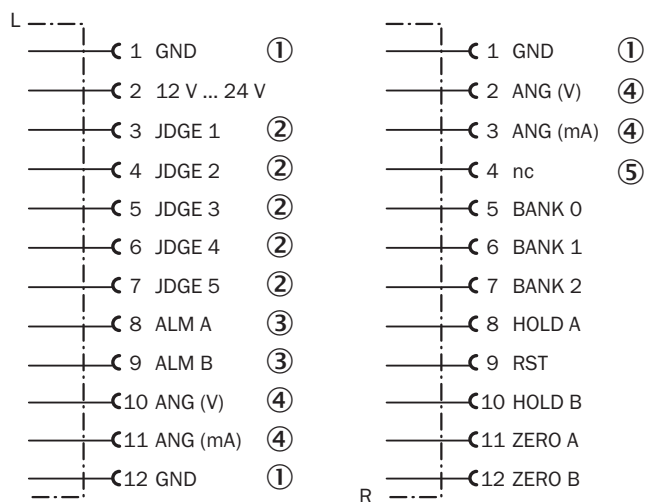 L
1 GND ①
2 12 V ... 24 V
3 JDGE 1 ②
4 JDGE 2 ②
5 JDGE 3 ②
6 JDGE 4 ②
7 JDGE 5 ②
8 ALM A ③
9 ALM B ③
10 ANG (V) ④
11 ANG (mA) ④
12 GND ①
R
1 GND ①
2 ANG (V) ④
3 ANG (mA) ④
4 nc ⑤
5 BANK 0
6 BANK 1
7 BANK 2
8 HOLD A
9 RST
10 HOLD B
11 ZERO A
12 ZERO B